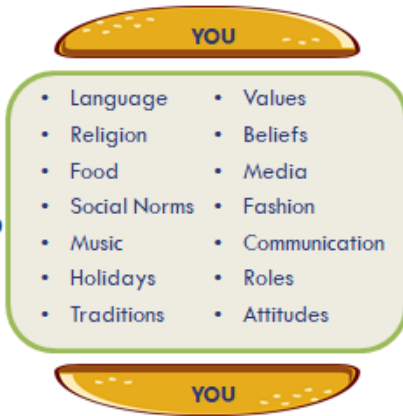 YOU
• Language
• Religion
• Food
• Social Norms
• Music
• Holidays
• Traditions
• Values
• Beliefs
• Media
• Fashion
• Communication
• Roles
• Attitudes
YOU